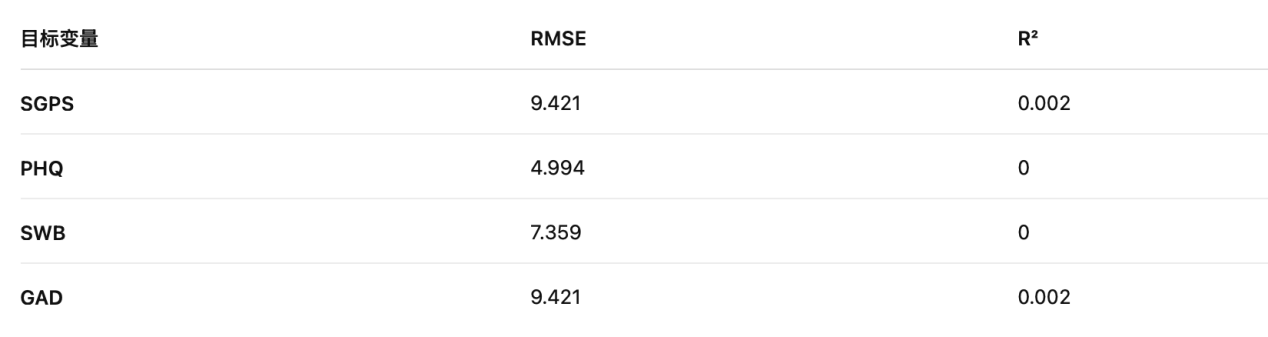 目标变量 RMSE R²
SGPS 9.421 0.002
PHQ 4.994 0
SWB 7.359 0
GAD 9.421 0.002